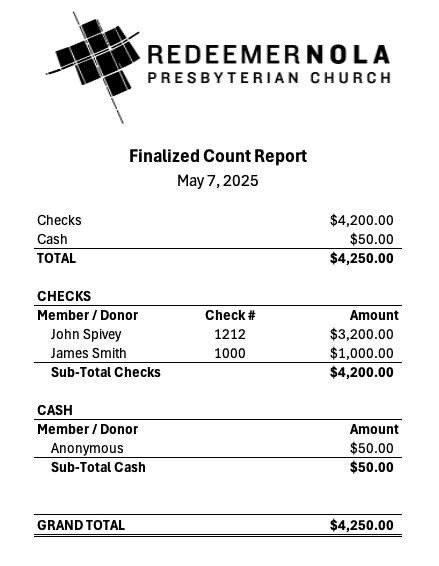 REDEEMERNOLA
PRESBYTERIAN CHURCH
Finalized Count Report
May 7, 2025
Checks $4,200.00
Cash $50.00
TOTAL $4,250.00
CHECKS
Member / Donor Check # Amount
John Spivey 1212 $3,200.00
James Smith 1000 $1,000.00
Sub-Total Checks $4,200.00
CASH
Member / Donor Amount
Anonymous $50.00
Sub-Total Cash $50.00
GRAND TOTAL $4,250.00